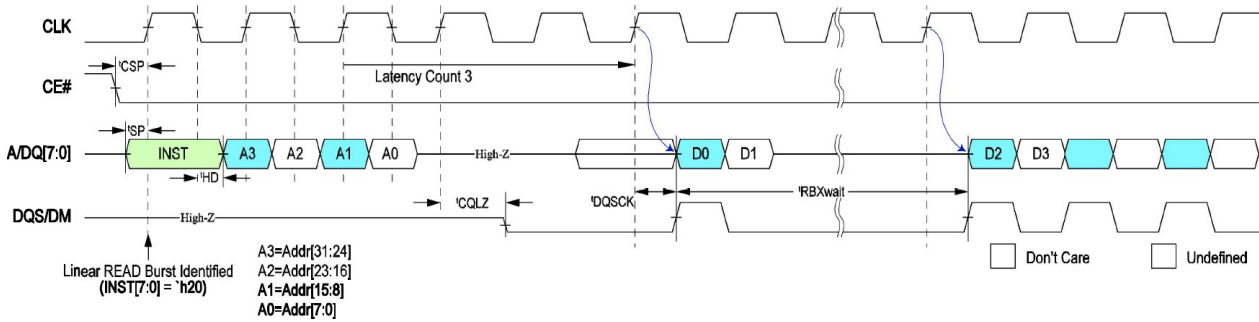 CLK
tCSP
Latency Count 3
CE#
tSP
A/DQ[7:0]
INST A3 A2 A1 A0 High-Z D0 D1 D2 D3
tHD tCQLZ tDQSCK tRBXwait
DQS/DM High-Z
Linear READ Burst Identified
(INST[7:0] = `h20)
A3=Addr[31:24]
A2=Addr[23:16]
A1=Addr[15:8]
A0=Addr[7:0]
Don't Care Undefined